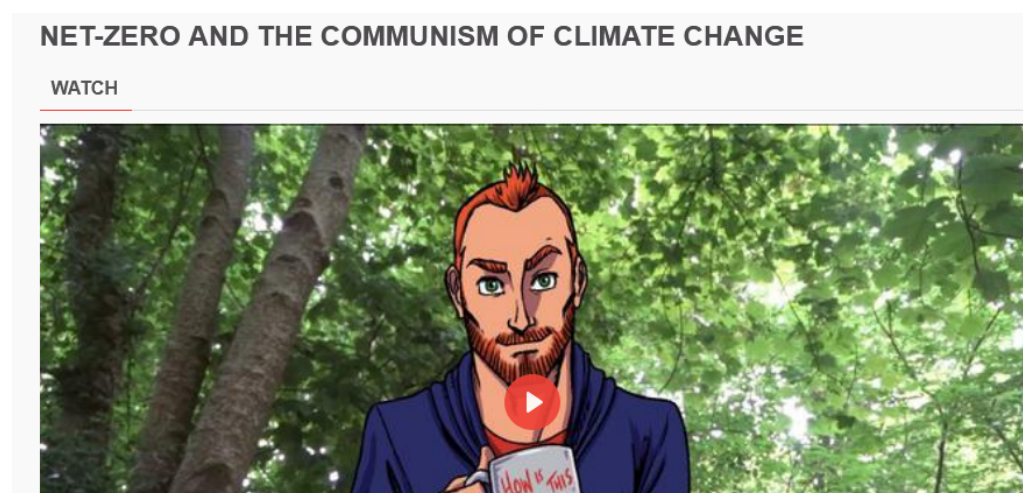 NET-ZERO AND THE COMMUNISM OF CLIMATE CHANGE
WATCH
HOW IS THIS